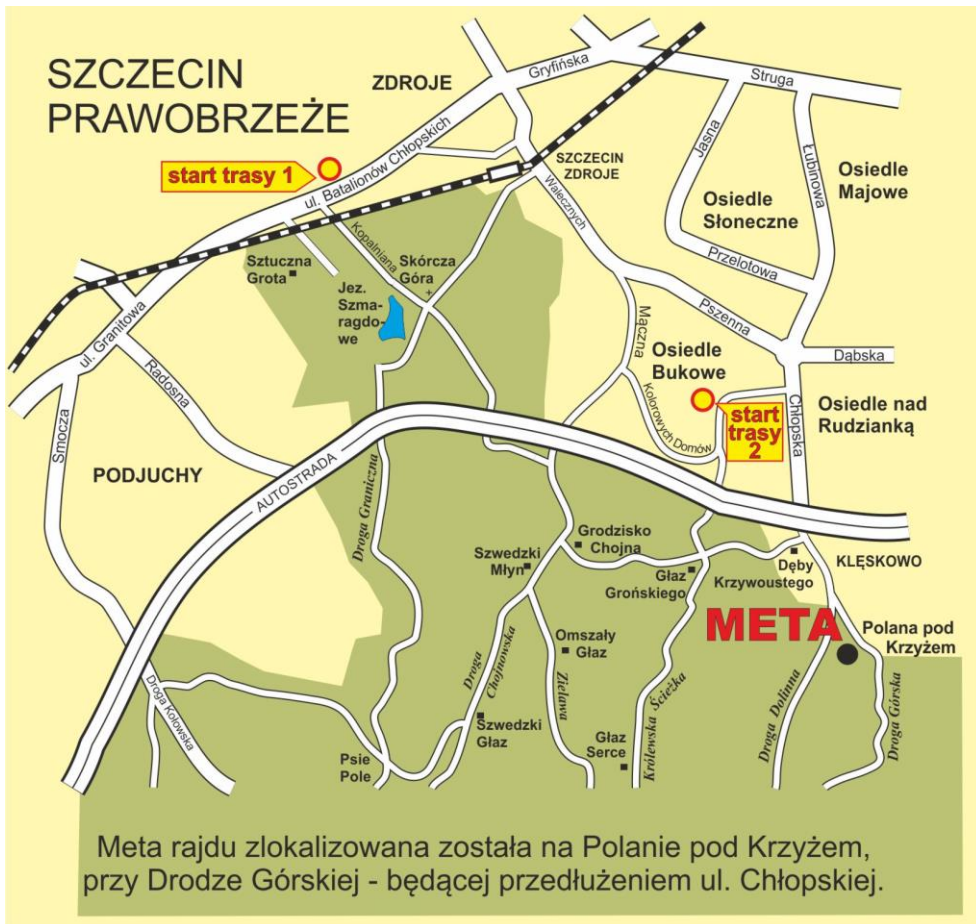 SZCZECIN
PRAWOBRZEŻE
ZDROJE
Gryfińska
Struga
start trasy 1
ul. Batalionów Chłopskich
SZCZECIN
ZDROJE
Walecznych
Jasna
Łubinowa
Osiedle
Majowe
Osiedle
Słoneczne
Przelotowa
Sztuczna
Grota
Kopalniana
Skórcza
Góra
Jez.
Szma-
ragdo-
we
ul. Granitowa
Radosna
Smocza
Mączna
Pszenna
Dąbska
Osiedle
Bukowe
Kolorowych Domów
start
trasy
2
Chłopska
Osiedle nad
Rudzianką
PODJUCHY
AUTOSTRADA
Droga Graniczna
Grodzisko
Chojna
Szwedzki
Młyn
Głaz
Grońskiego
Dęby
Krzywoustego
KLĘSKOWO
META
Polana pod
Krzyżem
Omszały
Głaz
Droga
Chojnowska
Zielawa
Królewska Ścieżka
Droga Dolinna
Droga Górska
Droga Kołowska
Szwedzki
Głaz
Głaz
Serce
Psie
Pole
Meta rajdu zlokalizowana została na Polanie pod Krzyżem,
przy Drodze Górskiej - będącej przedłużeniem ul. Chłopskiej.